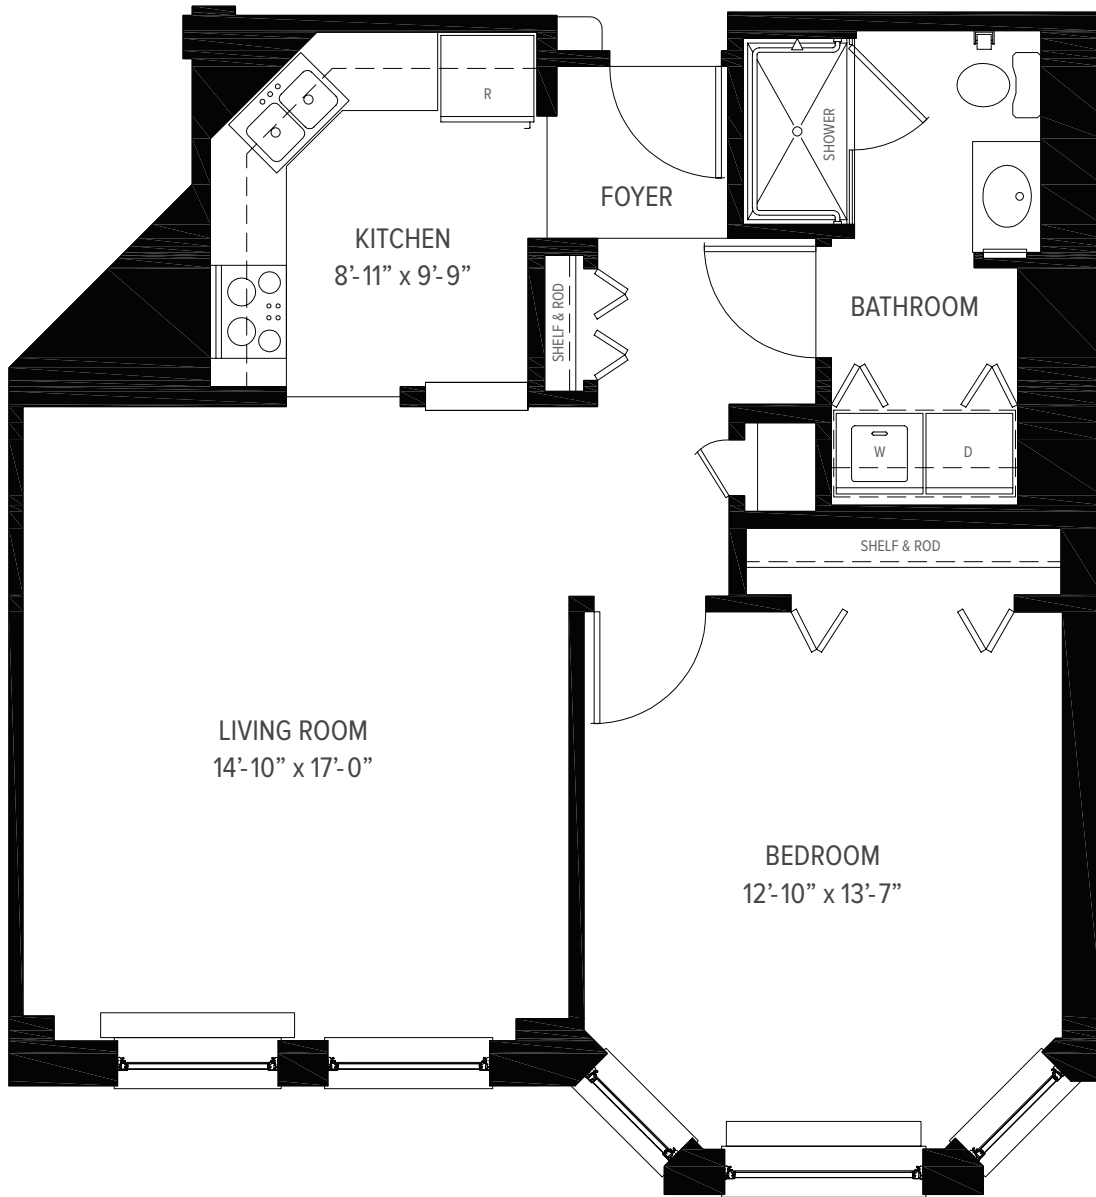 R
SHOWER
FOYER
KITCHEN
8’-11” x 9’-9”
SHELF & ROD
BATHROOM
W
D
SHELF & ROD
LIVING ROOM
14’-10” x 17’-0”
BEDROOM
12’-10” x 13’-7”